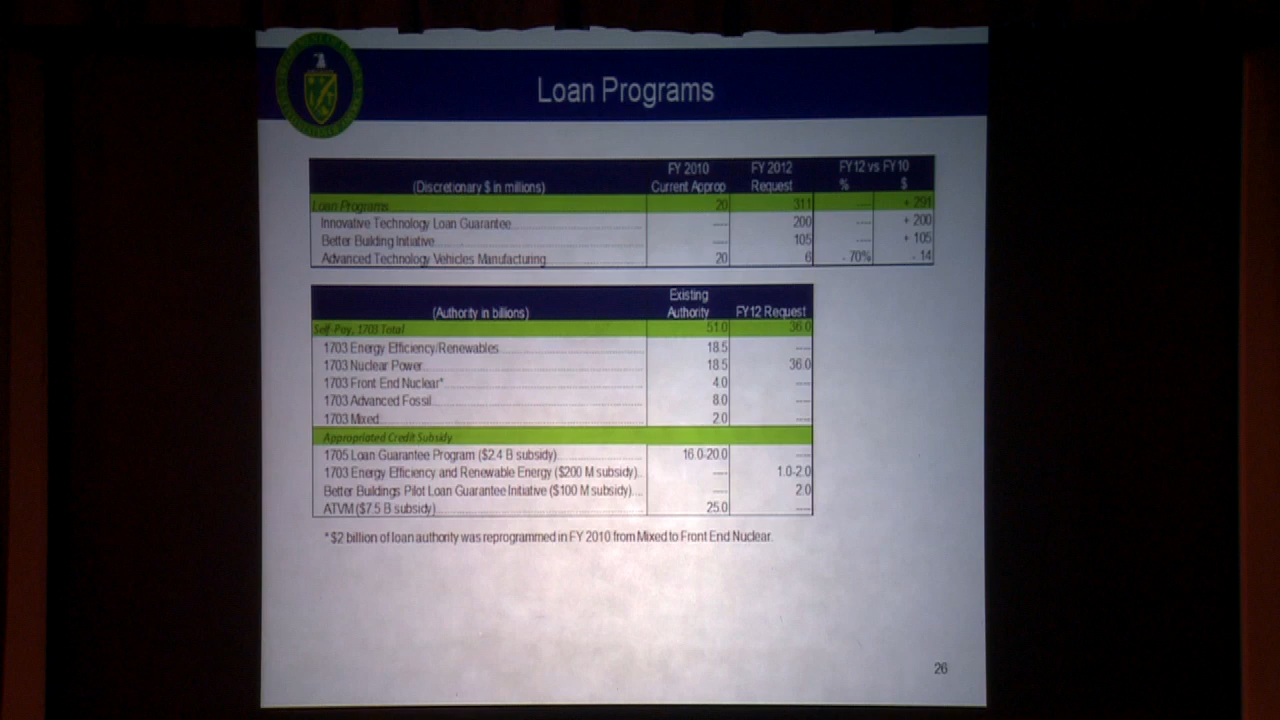 Loan Programs
(Discretionary $ in millions) FY 2010 Current Approp FY 2012 Request FY12 vs FY10 % $
Loan Programs 20 311 ---- + 291
Innovative Technology Loan Guarantee ---- 200 ---- + 200
Better Building Initiative ---- 105 ---- + 105
Advanced Technology Vehicles Manufacturing 20 6 - 70% - 14
(Authority in billions) Existing Authority FY12 Request
Self-Pay, 1703 Total 51.0 36.0
1703 Energy Efficiency/Renewables 18.5 ----
1703 Nuclear Power 18.5 36.0
1703 Front End Nuclear* 4.0 ----
1703 Advanced Fossil 8.0 ----
1703 Mixed 2.0 ----
Appropriated Credit Subsidy
1705 Loan Guarantee Program ($2.4 B subsidy) 16.0-20.0 ----
1703 Energy Efficiency and Renewable Energy ($200 M subsidy).. ---- 1.0-2.0
Better Buildings Pilot Loan Guarantee Initiative ($100 M subsidy).... ---- 2.0
ATVM ($7.5 B subsidy) 25.0 ----
* $2 billion of loan authority was reprogrammed in FY 2010 from Mixed to Front End Nuclear.
26